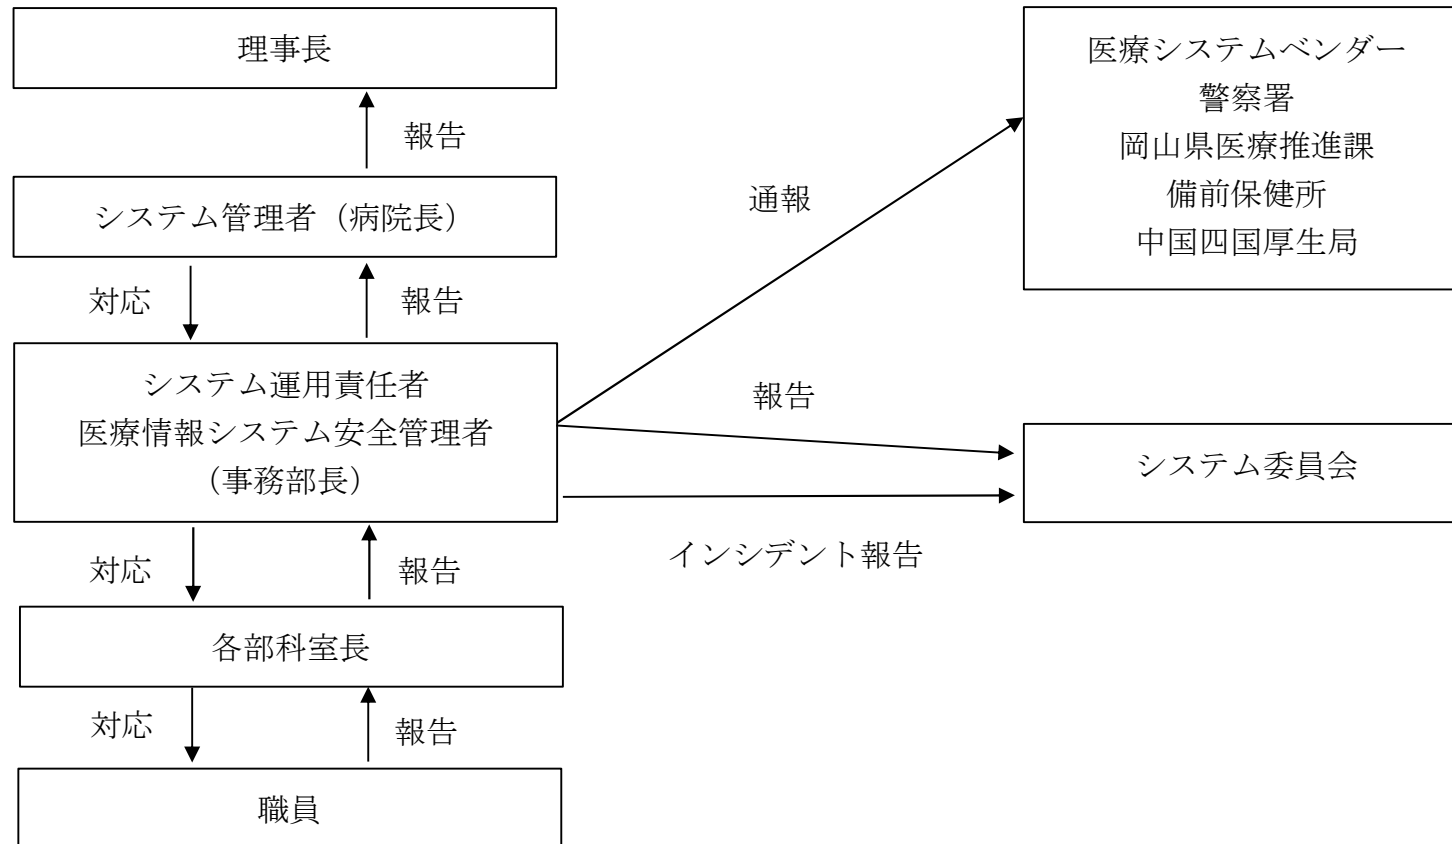 理事長
報告
システム管理者（病院長）
対応
報告
システム運用責任者
医療情報システム安全管理者
（事務部長）
対応
報告
各部科室長
対応
報告
職員
通報
医療システムベンダー
警察署
岡山県医療推進課
備前保健所
中国四国厚生局
報告
システム委員会
インシデント報告